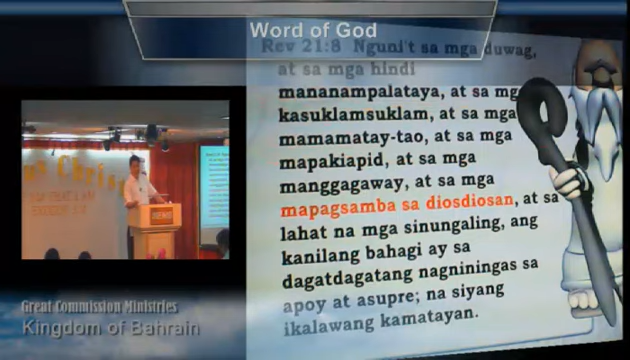 Word of God
Rev 21:8 Nguni't sa mga duwag,
at sa mga hindi
mananampalataya, at sa mga
kasuklamsuklam, at sa mga
mamamatay-tao, at sa mga
mapakiapid, at sa mga
manggagaway, at sa mga
mapagsamba sa diosdiosan, at sa
lahat na mga sinungaling, ang
kanilang bahagi ay sa
dagatdagatang nagniningas sa
apoy at asupre; na siyang
ikalawang kamatayan.
Great Commission Ministries
Kingdom of Bahrain